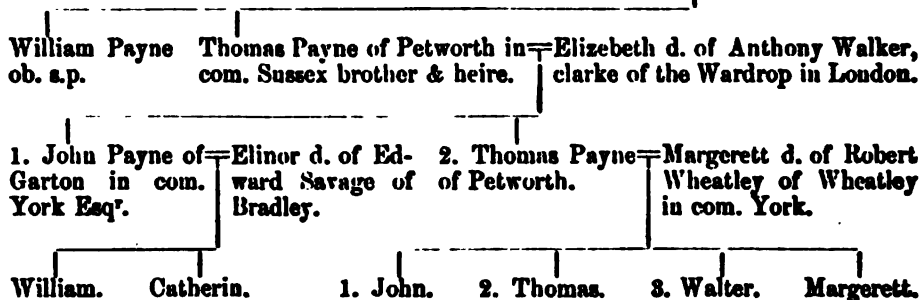 William Payne
ob. s.p.
Thomas Payne of Petworth in
com. Sussex brother & heire.
Elizebeth d. of Anthony Walker,
clarke of the Wardrop in London.
1. John Payne of
Garton in com.
York Esqr.
Elinor d. of Ed-
ward Savage of
Bradley.
2. Thomas Payne
of Petworth.
Margerett d. of Robert
Wheatley of Wheatley
in com. York.
William. Catherin. 1. John. 2. Thomas. 3. Walter. Margerett.